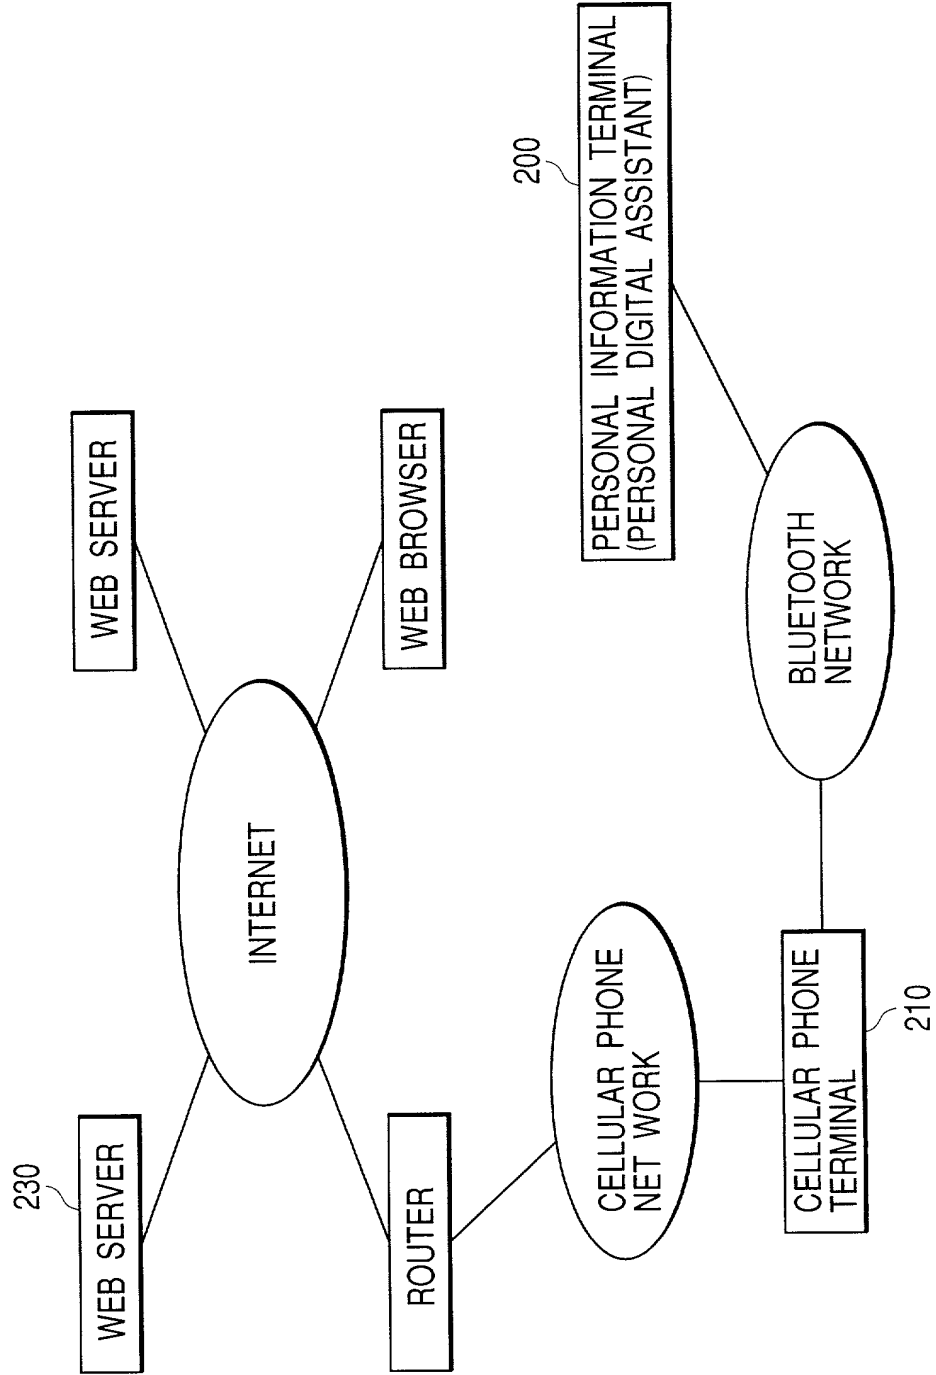 230
WEB SERVER
WEB SERVER
INTERNET
ROUTER
WEB BROWSER
200
CELLULAR PHONE
NET WORK
PERSONAL INFORMATION TERMINAL
(PERSONAL DIGITAL ASSISTANT)
CELLULAR PHONE
TERMINAL
210
BLUETOOTH
NETWORK